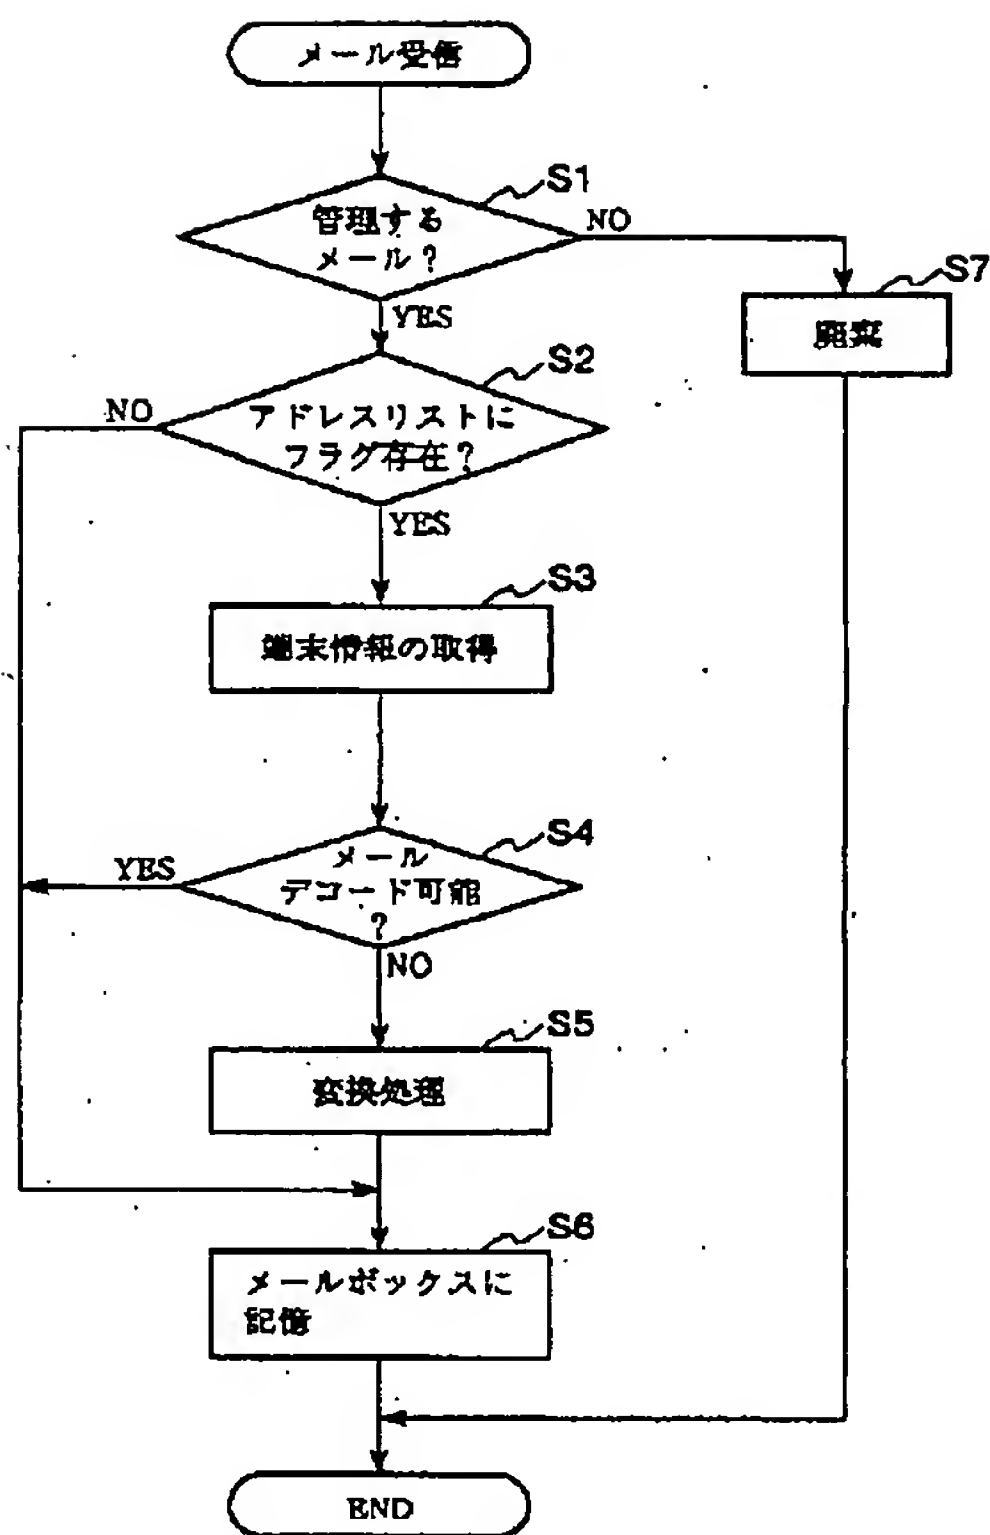 メール受信
S1
管理する
メール?
NO
YES
S7
廃棄
S2
アドレスリストに
フラグ存在?
NO
YES
S3
端末情報の取得
S4
メール
デコード可能
?
YES
NO
S5
変換処理
S6
メールボックスに
記憶
END